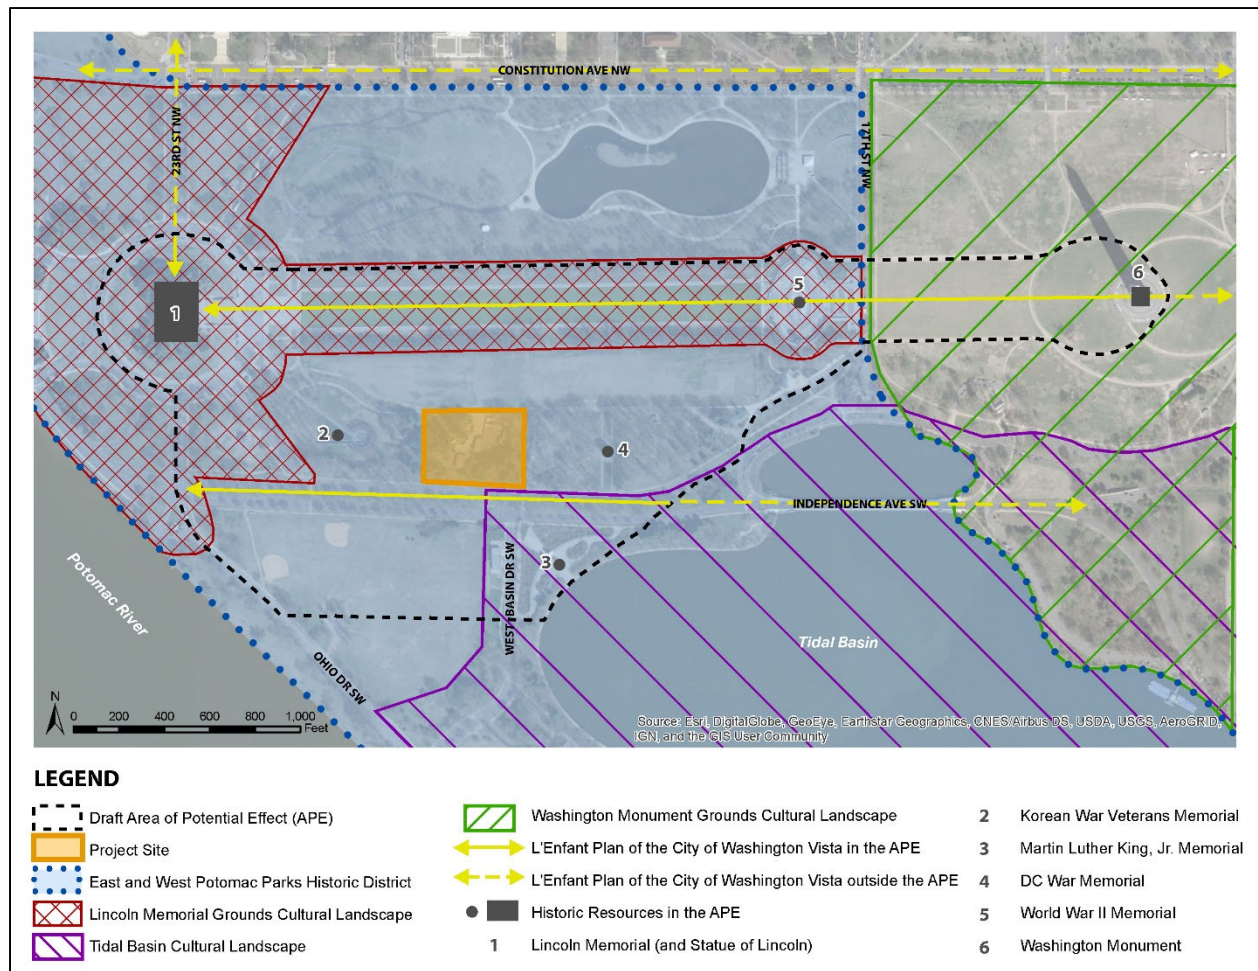 CONSTITUTION AVE NW
23RD ST NW
17TH ST NW
1
5
6
2
4
INDEPENDENCE AVE SW
3
WEST BASIN DR SW
Potomac River
Tidal Basin
OHIO DR SW
N
0 200 400 600 800 1,000
Feet
Source: Esri, DigitalGlobe, GeoEye, Earthstar Geographics, CNES/Airbus DS, USDA, USGS, AeroGRID,
IGN, and the GIS User Community
LEGEND
Draft Area of Potential Effect (APE)
Project Site
East and West Potomac Parks Historic District
Lincoln Memorial Grounds Cultural Landscape
Tidal Basin Cultural Landscape
Washington Monument Grounds Cultural Landscape
L'Enfant Plan of the City of Washington Vista in the APE
L'Enfant Plan of the City of Washington Vista outside the APE
Historic Resources in the APE
1 Lincoln Memorial (and Statue of Lincoln)
2 Korean War Veterans Memorial
3 Martin Luther King, Jr. Memorial
4 DC War Memorial
5 World War II Memorial
6 Washington Monument